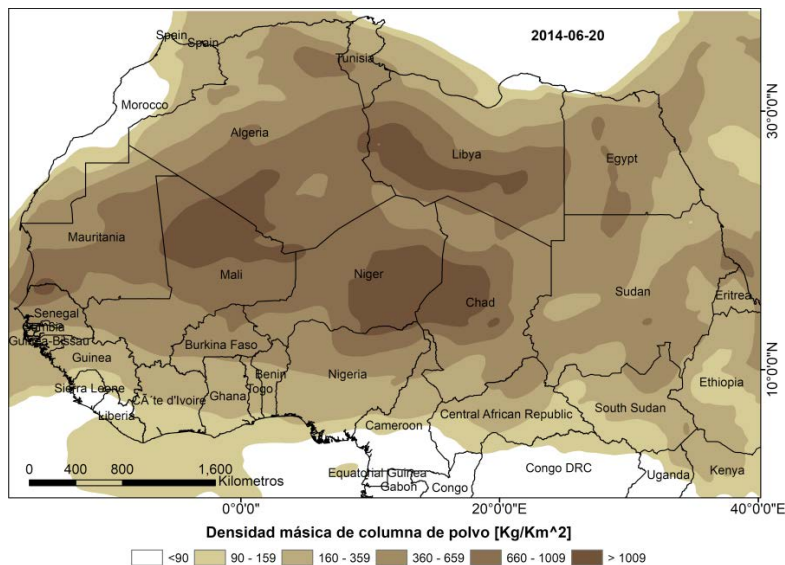 2014-06-20
Spain
Spain
Tunisia
Morocco
30°0'0"N
Algeria
Libya
Egypt
Mauritania
Mali
Niger
Chad
Sudan
Eritrea
Senegal
Gambia
Guinea-Bissau
Guinea
Burkina Faso
Benin
Nigeria
10°0'0"N
Sierra Leone
CÃ´te d'Ivoire
Ghana
Togo
Ethiopia
Liberia
Central African Republic
South Sudan
Cameroon
Equatorial Guinea
Congo DRC
Uganda
Kenya
Gabon
Congo
0 400 800 1,600
Kilometros
0°0'0" 20°0'0"E 40°0'0"E
Densidad másica de columna de polvo [Kg/Km^2]
<90 90 - 159 160 - 359 360 - 659 660 - 1009 > 1009